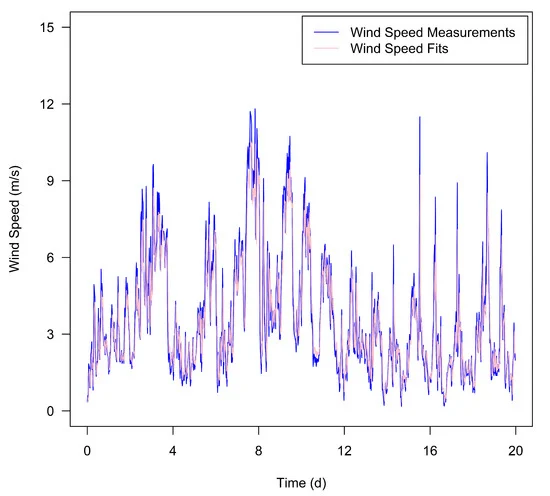 Wind Speed Measurements
Wind Speed Fits
Wind Speed (m/s)
15
12
9
6
3
0
0 4 8 12 16 20
Time (d)